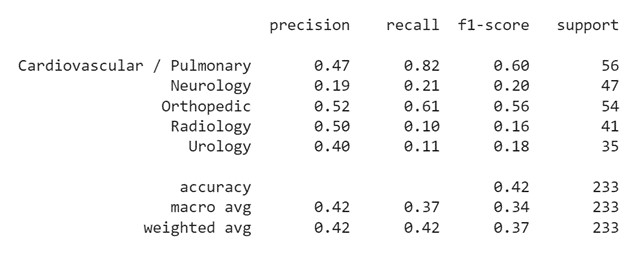 precision recall f1-score support
Cardiovascular / Pulmonary 0.47 0.82 0.60 56
Neurology 0.19 0.21 0.20 47
Orthopedic 0.52 0.61 0.56 54
Radiology 0.50 0.10 0.16 41
Urology 0.40 0.11 0.18 35
accuracy 0.42 233
macro avg 0.42 0.37 0.34 233
weighted avg 0.42 0.42 0.37 233